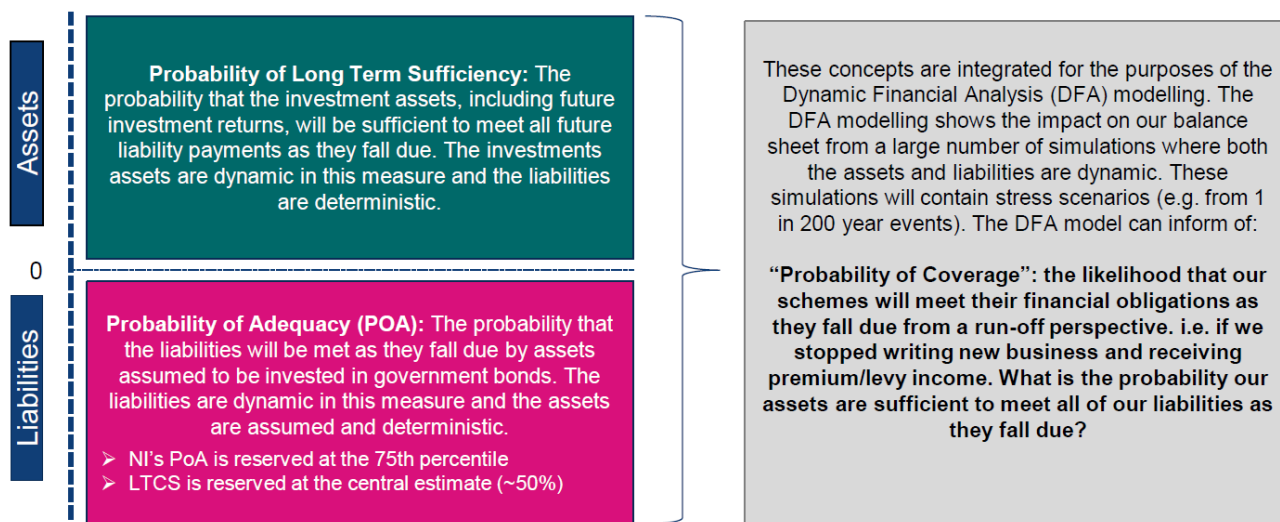 Assets
Probability of Long Term Sufficiency: The
probability that the investment assets, including future
investment returns, will be sufficient to meet all future
liability payments as they fall due. The investments
assets are dynamic in this measure and the liabilities
are deterministic.
0
Liabilities
Probability of Adequacy (POA): The probability that
the liabilities will be met as they fall due by assets
assumed to be invested in government bonds. The
liabilities are dynamic in this measure and the assets
are assumed and deterministic.
➢ NI's PoA is reserved at the 75th percentile
➢ LTCS is reserved at the central estimate (~50%)
These concepts are integrated for the purposes of the
Dynamic Financial Analysis (DFA) modelling. The
DFA modelling shows the impact on our balance
sheet from a large number of simulations where both
the assets and liabilities are dynamic. These
simulations will contain stress scenarios (e.g. from 1
in 200 year events). The DFA model can inform of:
“Probability of Coverage”: the likelihood that our
schemes will meet their financial obligations as
they fall due from a run-off perspective. i.e. if we
stopped writing new business and receiving
premium/levy income. What is the probability our
assets are sufficient to meet all of our liabilities as
they fall due?